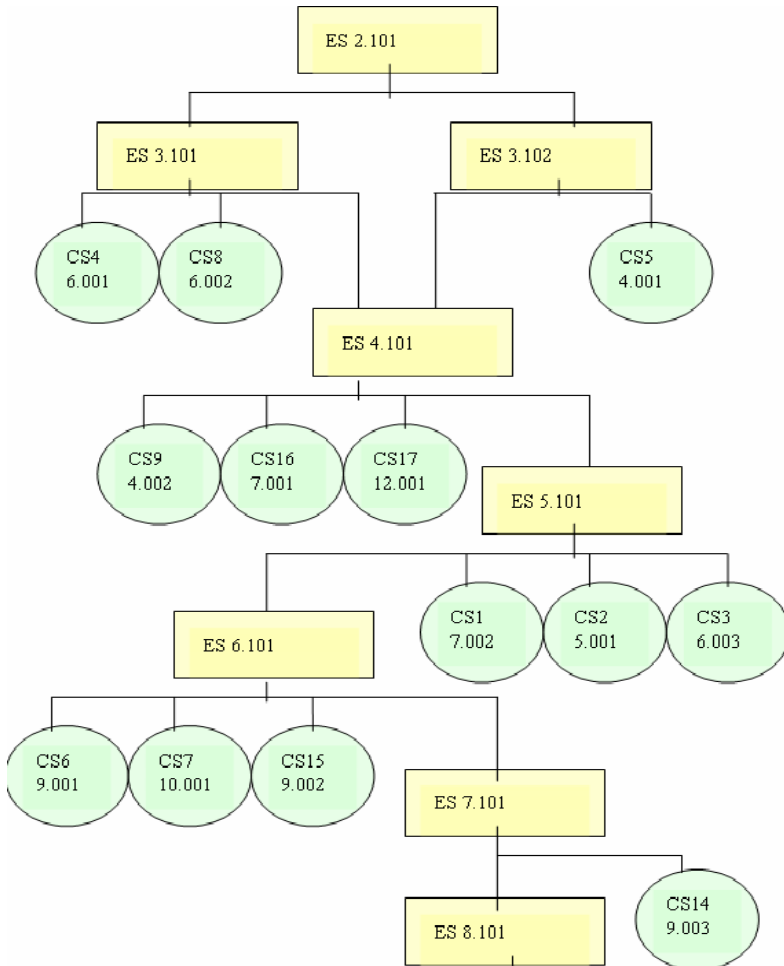 ES 2.101
ES 3.101
ES 3.102
CS4
6.001
CS8
6.002
CS5
4.001
ES 4.101
CS9
4.002
CS16
7.001
CS17
12.001
ES 5.101
CS1
7.002
CS2
5.001
CS3
6.003
ES 6.101
CS6
9.001
CS7
10.001
CS15
9.002
ES 7.101
CS14
9.003
ES 8.101